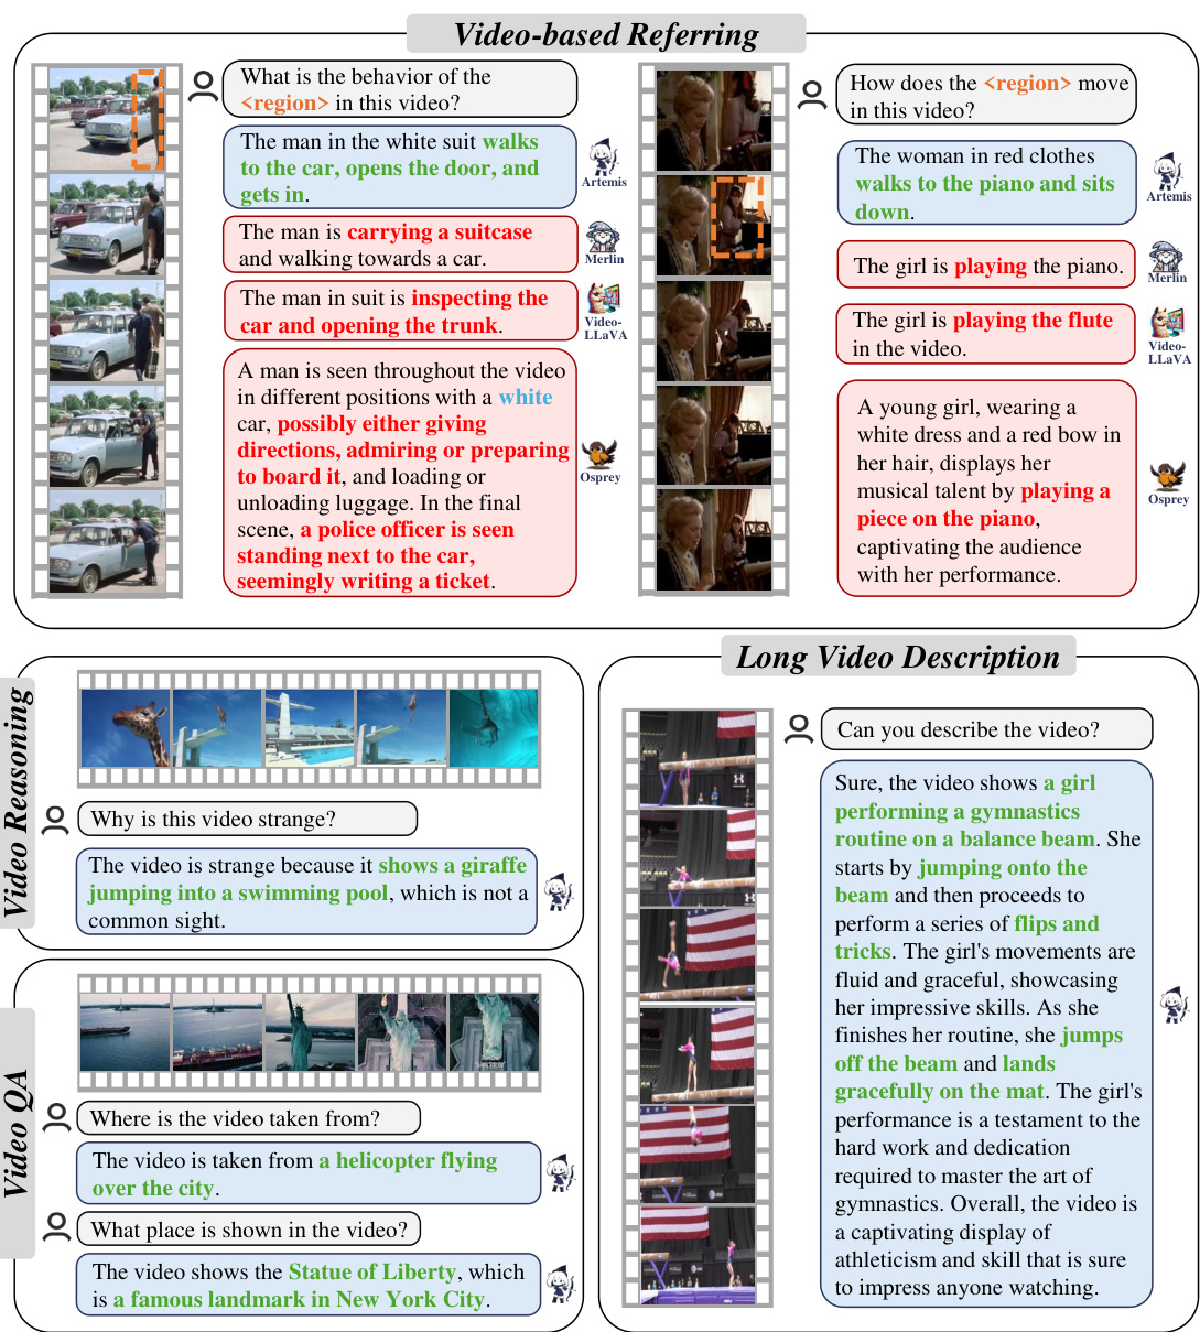 Video-based Referring
What is the behavior of the
<region> in this video?
The man in the white suit walks
to the car, opens the door, and
gets in.
Artemis
The man is carrying a suitcase
and walking towards a car.
Merlin
The man in suit is inspecting the
car and opening the trunk.
Video-
LLaVA
A man is seen throughout the video
in different positions with a white
car, possibly either giving
directions, admiring or preparing
to board it, and loading or
unloading luggage. In the final
scene, a police officer is seen
standing next to the car,
seemingly writing a ticket.
Osprey
How does the <region> move
in this video?
The woman in red clothes
walks to the piano and sits
down.
Artemis
The girl is playing the piano.
Merlin
The girl is playing the flute
in the video.
Video-
LLaVA
A young girl, wearing a
white dress and a red bow in
her hair, displays her
musical talent by playing a
piece on the piano,
captivating the audience
with her performance.
Osprey
Video Reasoning
Why is this video strange?
The video is strange because it shows a giraffe
jumping into a swimming pool, which is not a
common sight.
Video QA
Where is the video taken from?
The video is taken from a helicopter flying
over the city.
What place is shown in the video?
The video shows the Statue of Liberty, which
is a famous landmark in New York City.
Long Video Description
Can you describe the video?
Sure, the video shows a girl
performing a gymnastics
routine on a balance beam. She
starts by jumping onto the
beam and then proceeds to
perform a series of flips and
tricks. The girl's movements are
fluid and graceful, showcasing
her impressive skills. As she
finishes her routine, she jumps
off the beam and lands
gracefully on the mat. The girl's
performance is a testament to the
hard work and dedication
required to master the art of
gymnastics. Overall, the video is
a captivating display of
athleticism and skill that is sure
to impress anyone watching.